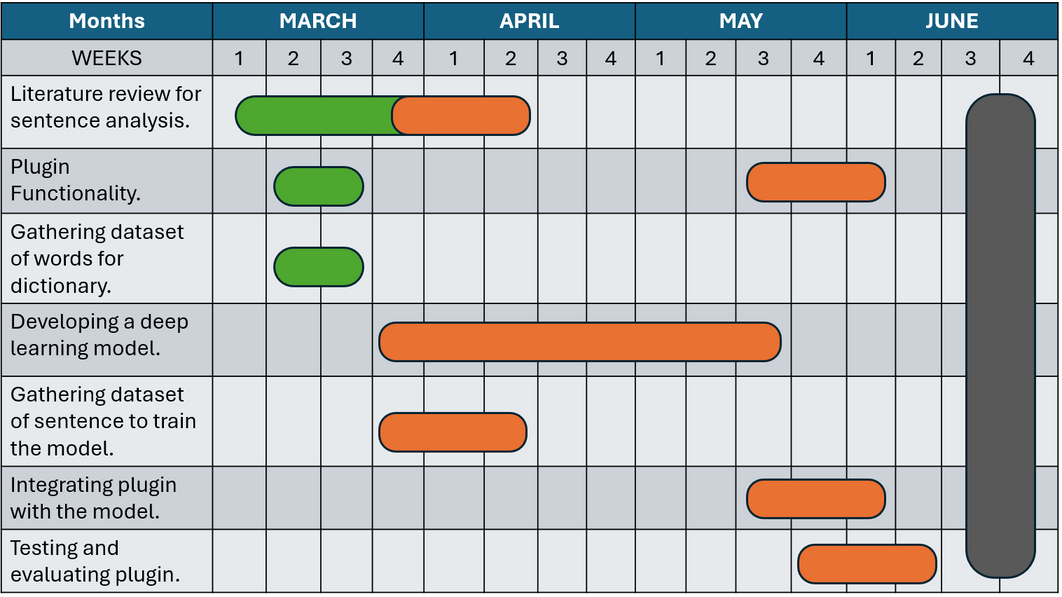 Months MARCH APRIL MAY JUNE
WEEKS 1 2 3 4 1 2 3 4 1 2 3 4 1 2 3 4
Literature review for
sentence analysis.
Plugin
Functionality.
Gathering dataset
of words for
dictionary.
Developing a deep
learning model.
Gathering dataset
of sentence to train
the model.
Integrating plugin
with the model.
Testing and
evaluating plugin.